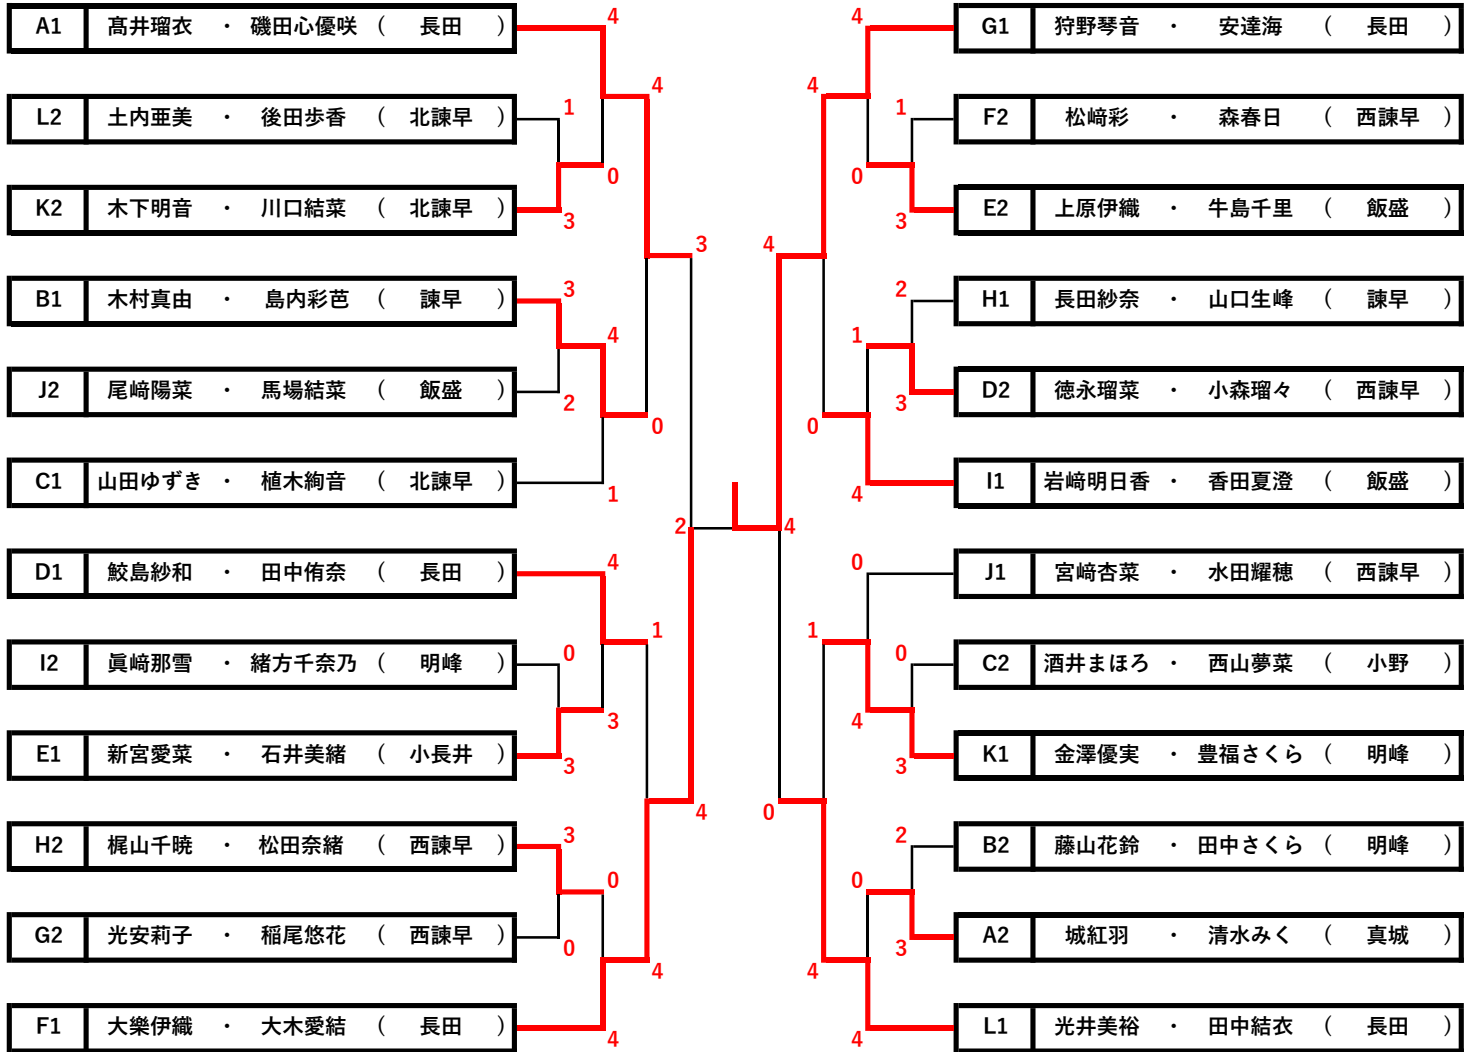 A1 髙井瑠衣 ・ 磯田心優咲 ( 長田 ) 4 4 G1 狩野琴音 ・ 安達海 ( 長田 )
4 4
L2 土内亜美 ・ 後田歩香 ( 北諫早 ) 1 1 F2 松﨑彩 ・ 森春日 ( 西諫早 )
0 0
K2 木下明音 ・ 川口結菜 ( 北諫早 ) 3 3 E2 上原伊織 ・ 牛島千里 ( 飯盛 )
3 4
B1 木村真由 ・ 島内彩芭 ( 諫早 ) 3 2 H1 長田紗奈 ・ 山口生峰 ( 諫早 )
4 1
J2 尾﨑陽菜 ・ 馬場結菜 ( 飯盛 ) 2 3 D2 徳永瑠菜 ・ 小森瑠々 ( 西諫早 )
0 0
C1 山田ゆずき ・ 植木絢音 ( 北諫早 ) 1 4 I1 岩﨑明日香 ・ 香田夏澄 ( 飯盛 )
2 4
D1 鮫島紗和 ・ 田中侑奈 ( 長田 ) 4 0 J1 宮﨑杏菜 ・ 水田耀穂 ( 西諫早 )
1 1
I2 眞﨑那雪 ・ 緒方千奈乃 ( 明峰 ) 0 0 C2 酒井まほろ ・ 西山夢菜 ( 小野 )
3 4
E1 新宮愛菜 ・ 石井美緒 ( 小長井 ) 3 3 K1 金澤優実 ・ 豊福さくら ( 明峰 )
4 0
H2 梶山千暁 ・ 松田奈緒 ( 西諫早 ) 3 2 B2 藤山花鈴 ・ 田中さくら ( 明峰 )
0 0
G2 光安莉子 ・ 稲尾悠花 ( 西諫早 ) 0 3 A2 城紅羽 ・ 清水みく ( 真城 )
4 4
F1 大樂伊織 ・ 大木愛結 ( 長田 ) 4 4 L1 光井美裕 ・ 田中結衣 ( 長田 )